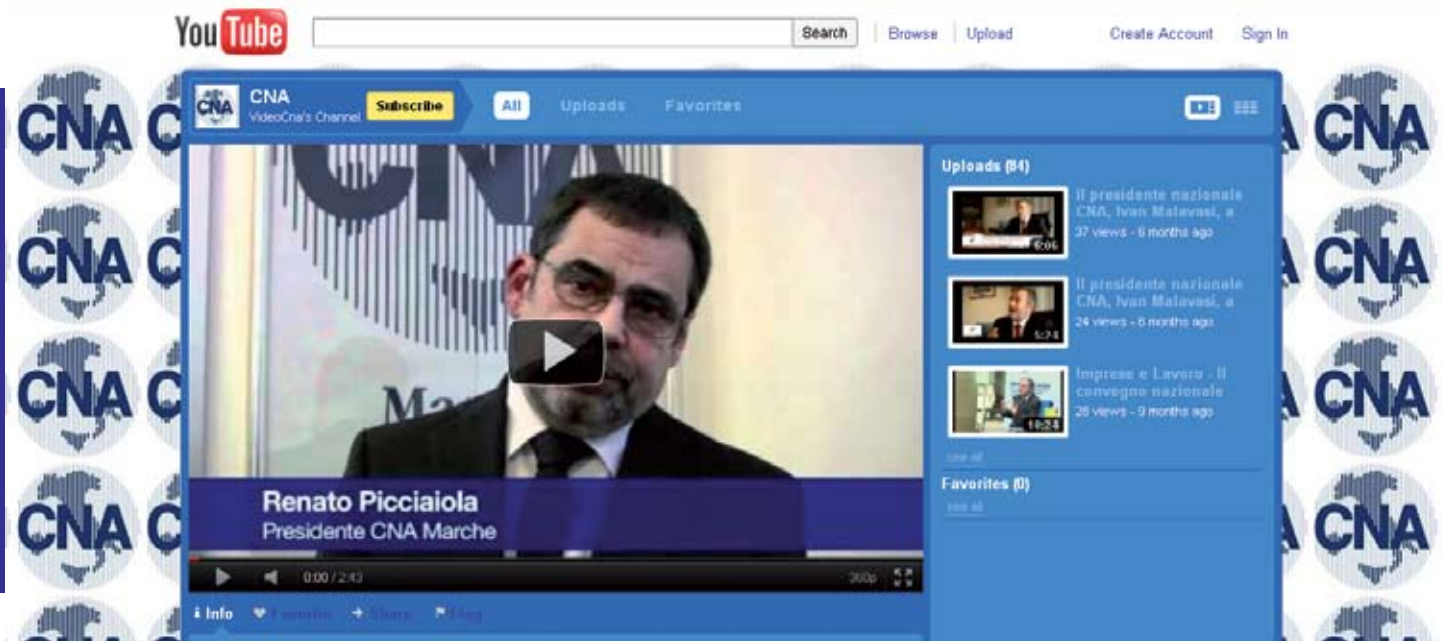 You Tube
Search
Browse
Upload
Create Account
Sign In
CNA
CNA
VideoCna's Channel
Subscribe
All
Uploads
Favorites
CNA
Uploads (84)
Il presidente nazionale
CNA, Ivan Malavasi, a
37 views - 6 months ago
6:06
Il presidente nazionale
CNA, Ivan Malavasi, a
24 views - 6 months ago
5:24
Imprese e Lavoro - Il
convegno nazionale
26 views - 9 months ago
10:24
see all
Favorites (0)
see all
Renato Picciaiola
Presidente CNA Marche
0:00 / 2:43
360p
Info
Favorite
Share
Flag
CNA
CNA
CNA
CNA
CNA
CNA
CNA
CNA